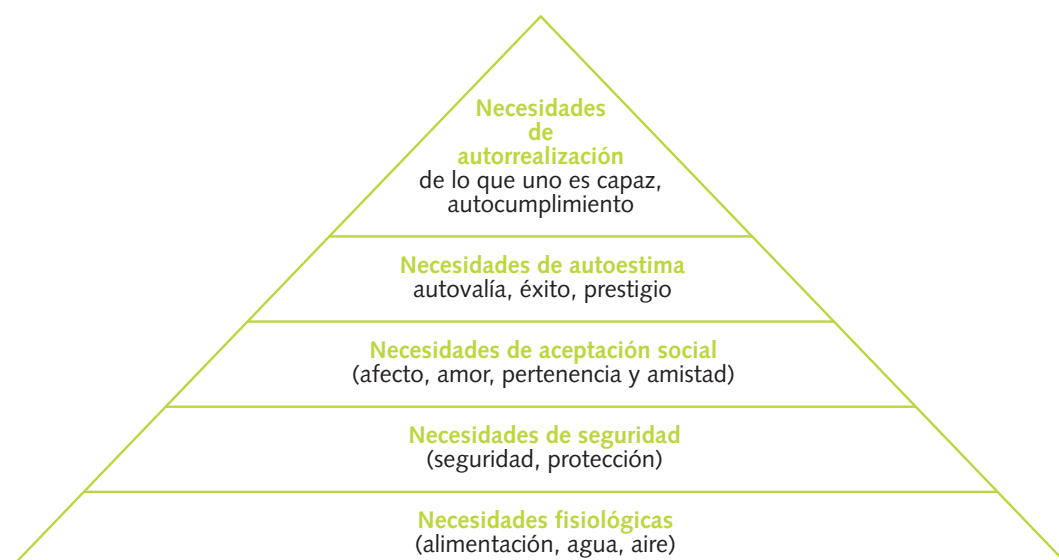 Necesidades
de
autorrealización
de lo que uno es capaz,
autocumplimiento
Necesidades de autoestima
autovalía, éxito, prestigio
Necesidades de aceptación social
(afecto, amor, pertenencia y amistad)
Necesidades de seguridad
(seguridad, protección)
Necesidades fisiológicas
(alimentación, agua, aire)